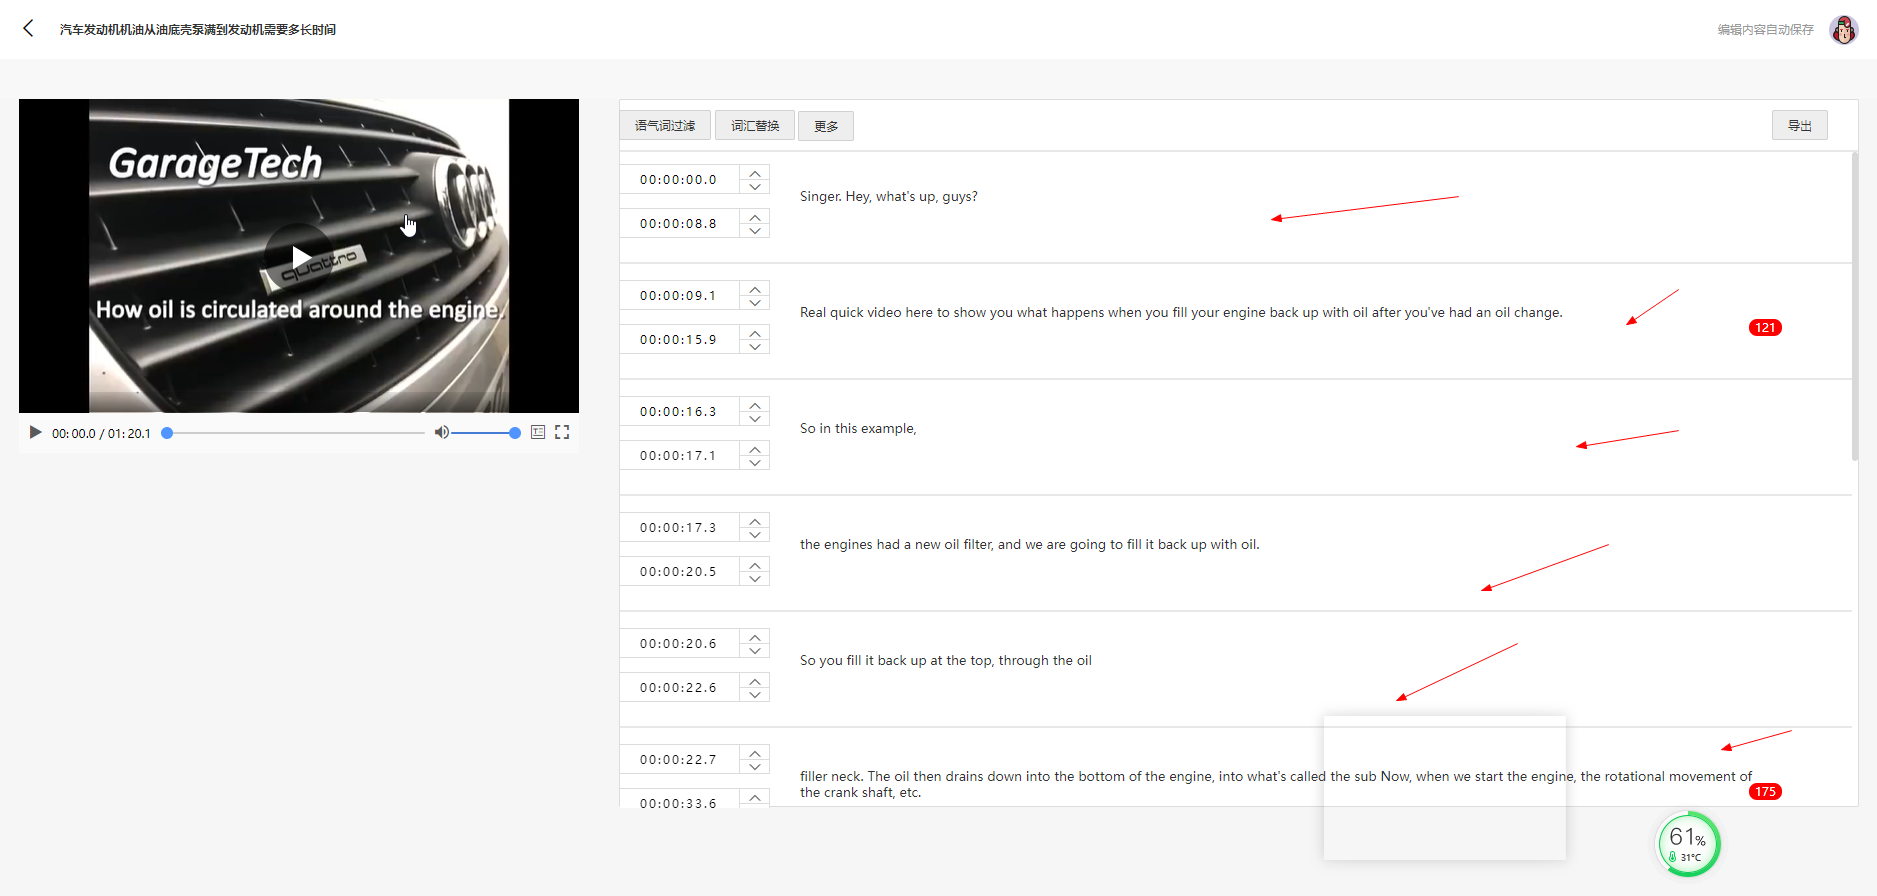 汽车发动机机油从油底壳泵满到发动机需要多长时间
编辑内容自动保存
GarageTech
quattro
How oil is circulated around the engine.
00:00.0 / 01:20.1
语气词过滤
词汇替换
更多
导出
00:00:00.0
00:00:08.8
Singer. Hey, what's up, guys?
00:00:09.1
00:00:15.9
Real quick video here to show you what happens when you fill your engine back up with oil after you've had an oil change.
121
00:00:16.3
00:00:17.1
So in this example,
00:00:17.3
00:00:20.5
the engines had a new oil filter, and we are going to fill it back up with oil.
00:00:20.6
00:00:22.6
So you fill it back up at the top, through the oil
00:00:22.7
00:00:33.6
filler neck. The oil then drains down into the bottom of the engine, into what's called the sub Now, when we start the engine, the rotational movement of
the crank shaft, etc.
175
61%
31°C